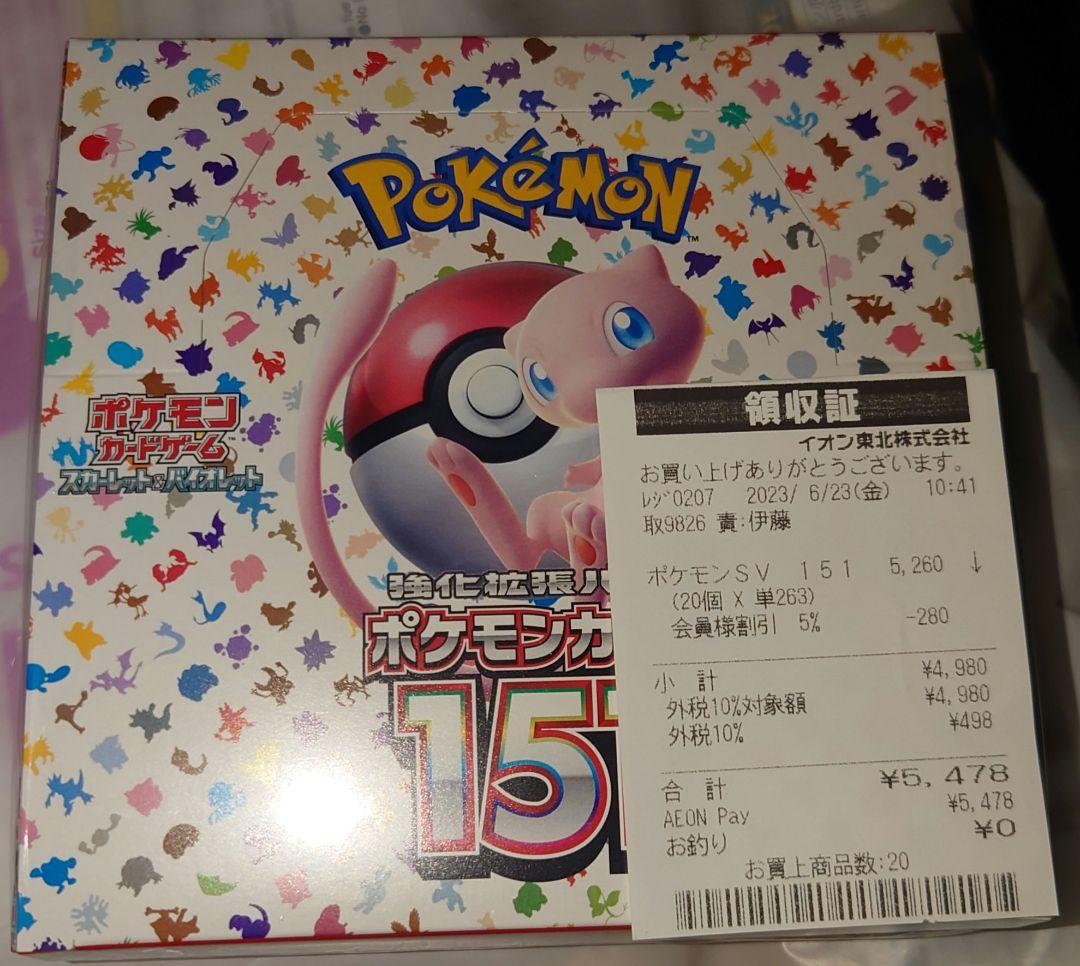 POKÉMON
TM
ポケモン
カードゲーム
スカーレット&バイオレット
強化拡張パ
ポケモンカ
151
領収証
イオン東北株式会社
お買い上げありがとうございます。
ﾚｼﾞ0207 2023/ 6/23(金) 10:41
取9826 責:伊藤
ポケモンSV 151 5,260 ↓
(20個 X 単263)
会員様割引 5% -280
小 計 ¥4,980
外税10%対象額 ¥4,980
外税10% ¥498
合 計 ¥5,478
AEON Pay ¥5,478
お釣り ¥0
お買上商品数:20